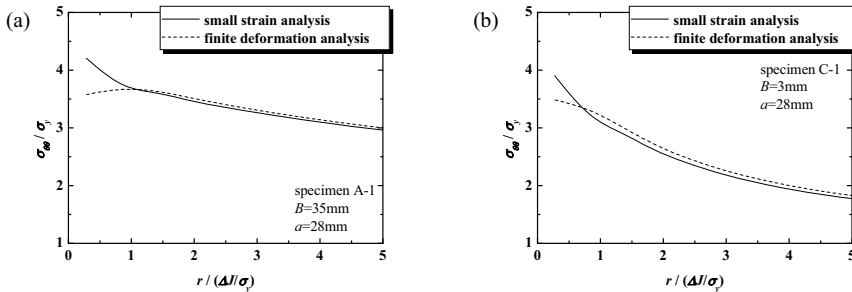 (a)
small strain analysis
finite deformation analysis
5
4
3
2
1
σθθ / σy
specimen A-1
B=35mm
a=28mm
0 1 2 3 4 5
r / (ΔJ/σy)
(b)
small strain analysis
finite deformation analysis
specimen C-1
B=3mm
a=28mm
5
4
3
2
1
σθθ / σy
0 1 2 3 4 5
r / (ΔJ/σy)